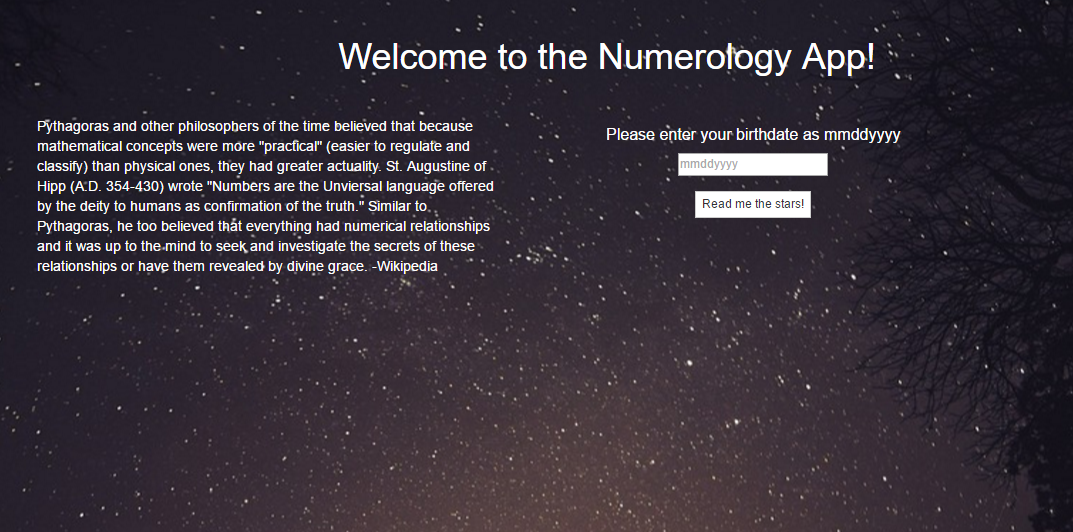 Welcome to the Numerology App!
Pythagoras and other philosophers of the time believed that because
mathematical concepts were more "practical" (easier to regulate and
classify) than physical ones, they had greater actuality. St. Augustine of
Hipp (A.D. 354-430) wrote "Numbers are the Unviersal language offered
by the deity to humans as confirmation of the truth." Similar to
Pythagoras, he too believed that everything had numerical relationships
and it was up to the mind to seek and investigate the secrets of these
relationships or have them revealed by divine grace. -Wikipedia
Please enter your birthdate as mmddyyyy
mmddyyyy
Read me the stars!